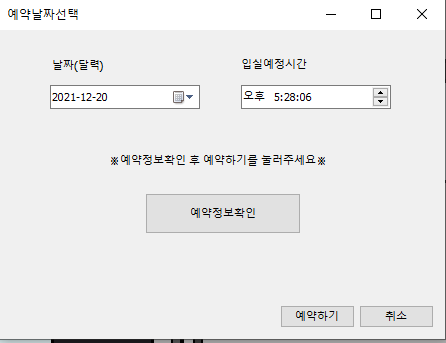 예약날짜선택
날짜(달력) 입실예정시간
2021-12-20 오후 5:28:06
※예약정보확인 후 예약하기를 눌러주세요※
예약정보확인
예약하기 취소